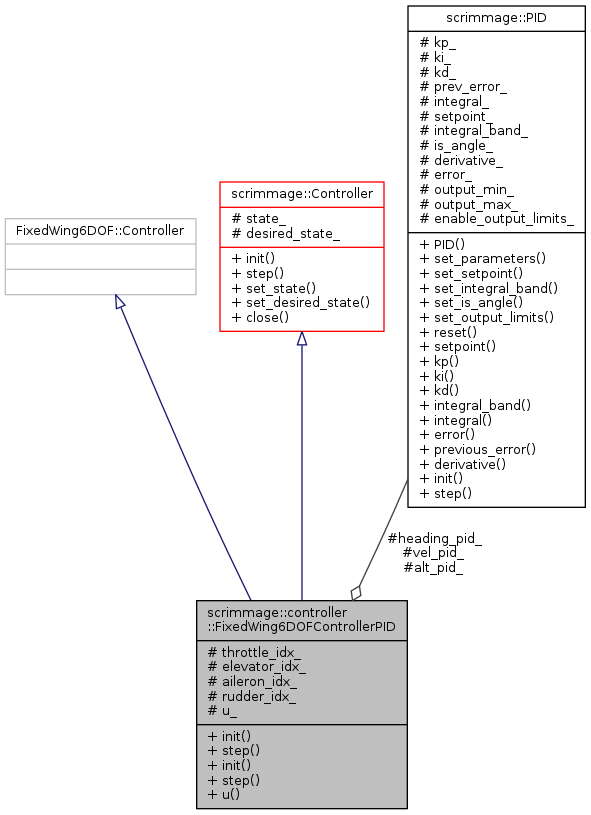 scrimmage::PID
# kp_
# ki_
# kd_
# prev_error_
# integral_
# setpoint_
# integral_band_
# is_angle_
# derivative_
# error_
# output_min_
# output_max_
# enable_output_limits_
+ PID()
+ set_parameters()
+ set_setpoint()
+ set_integral_band()
+ set_is_angle()
+ set_output_limits()
+ reset()
+ setpoint()
+ kp()
+ ki()
+ kd()
+ integral_band()
+ integral()
+ error()
+ previous_error()
+ derivative()
+ init()
+ step()
scrimmage::Controller
# state_
# desired_state_
+ init()
+ step()
+ set_state()
+ set_desired_state()
+ close()
FixedWing6DOF::Controller
#heading_pid_
#vel_pid_
#alt_pid_
scrimmage::controller
::FixedWing6DOFControllerPID
# throttle_idx_
# elevator_idx_
# aileron_idx_
# rudder_idx_
# u_
+ init()
+ step()
+ init()
+ step()
+ u()